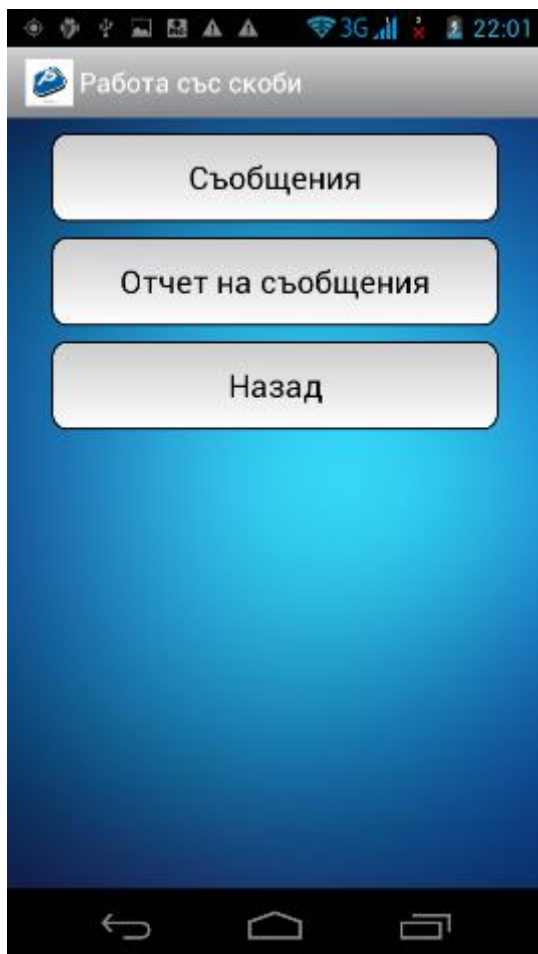 3G 22:01
Работа със скоби
Съобщения
Отчет на съобщения
Назад